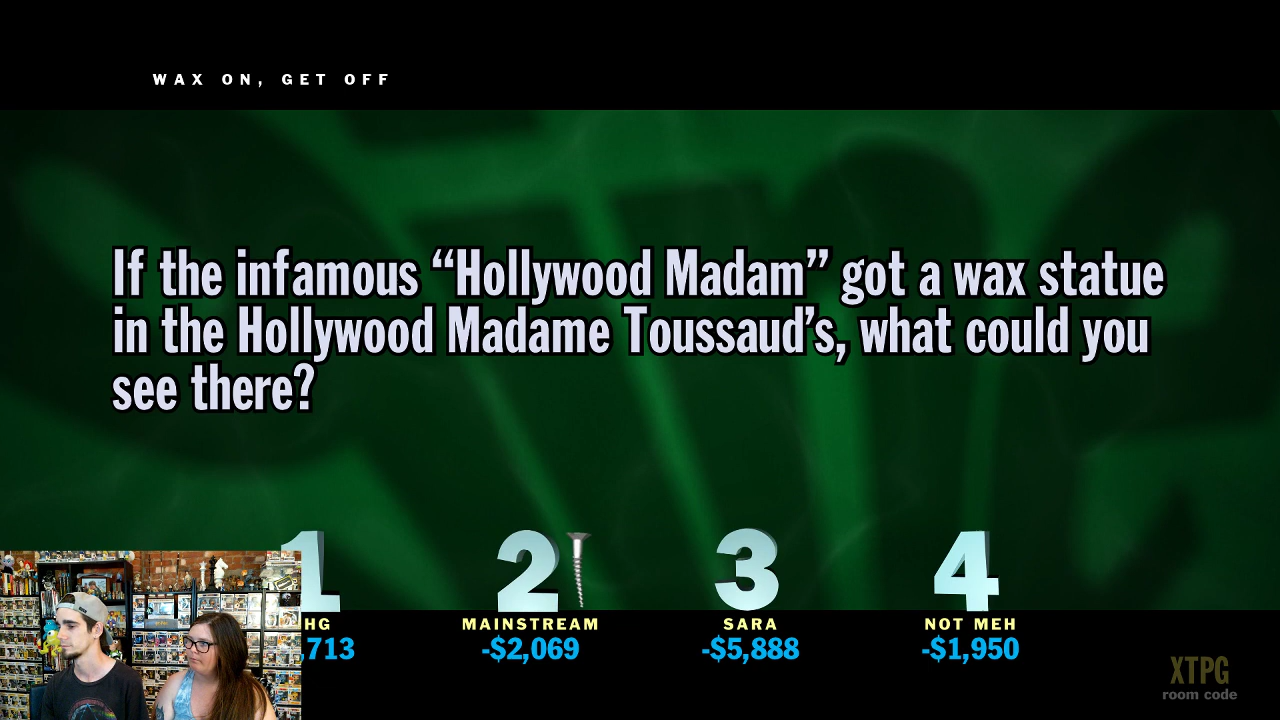 WAX ON, GET OFF
If the infamous “Hollywood Madam” got a wax statue
in the Hollywood Madame Toussaud’s, what could you
see there?
1 2 3 4
HG MAINSTREAM SARA NOT MEH
,713 -$2,069 -$5,888 -$1,950
XTPG
room code